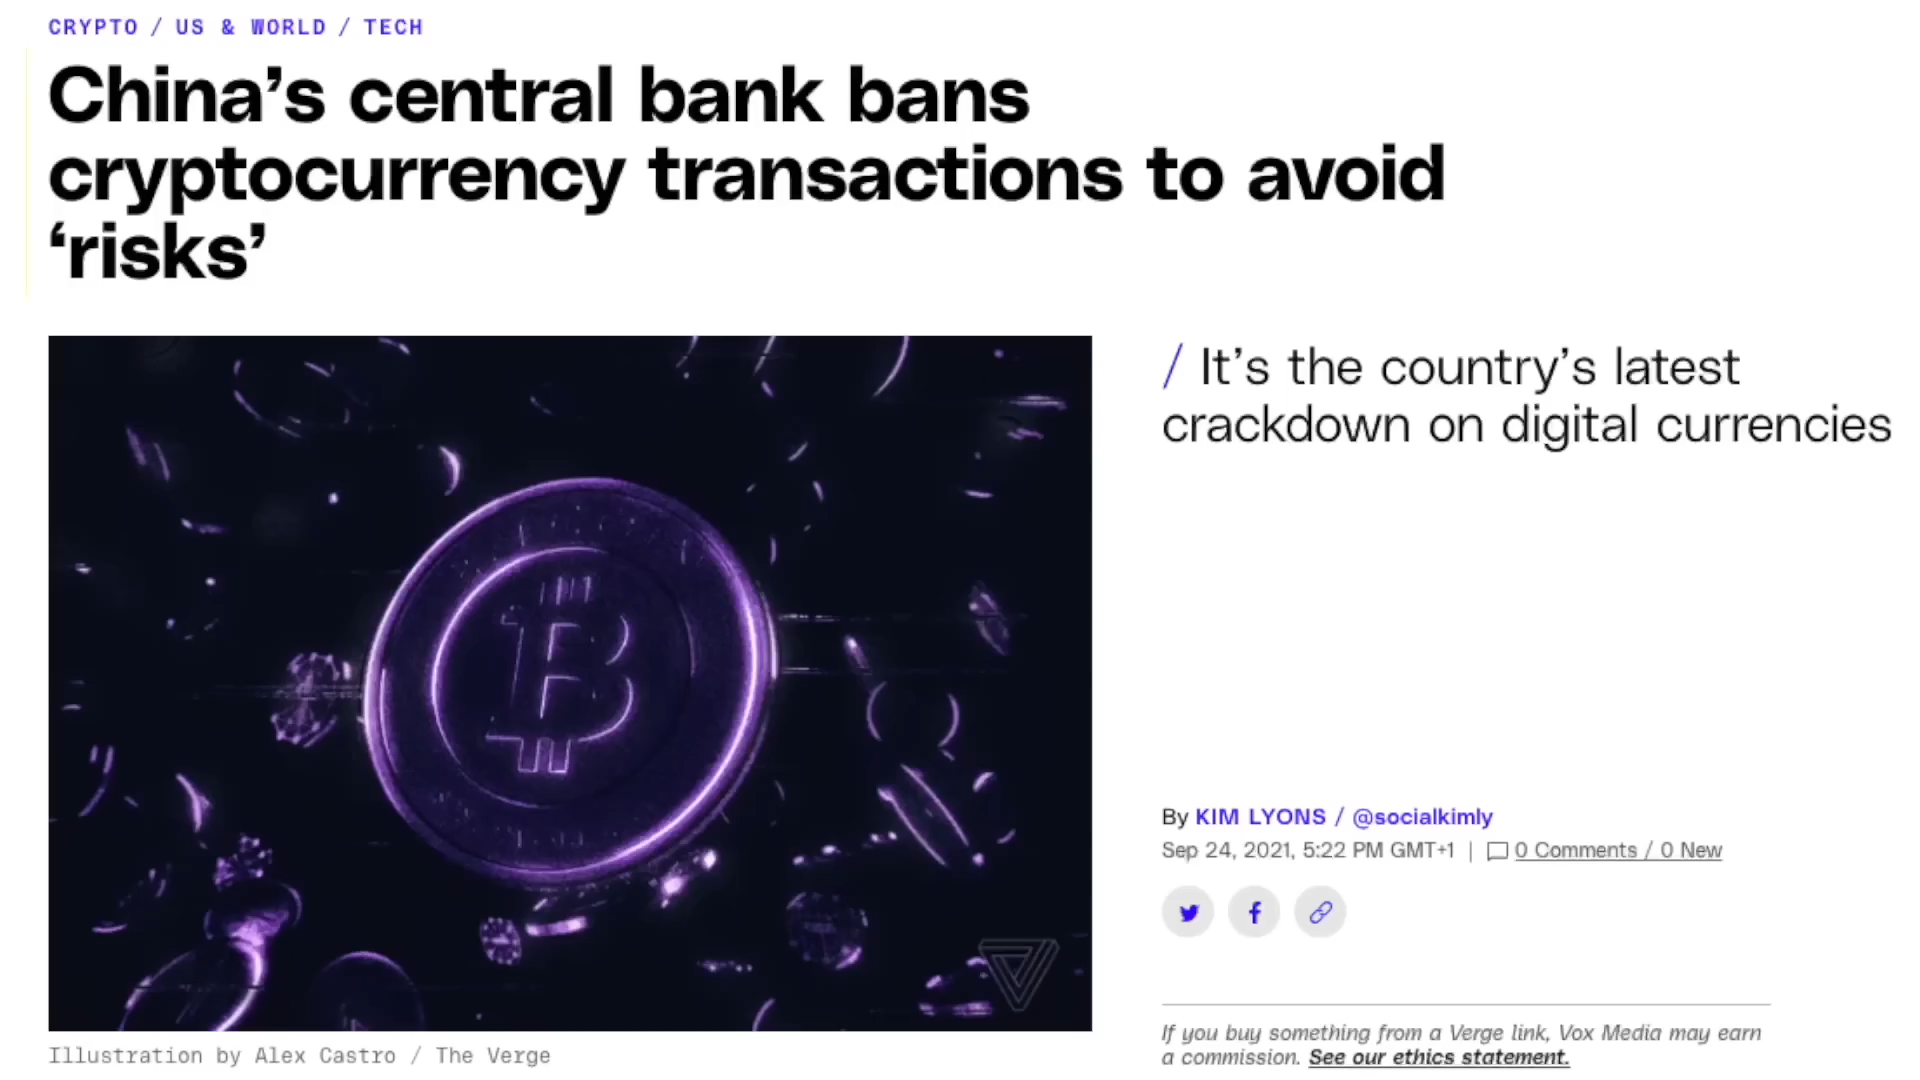 CRYPTO / US & WORLD / TECH
China’s central bank bans
cryptocurrency transactions to avoid
‘risks’
/ It’s the country’s latest
crackdown on digital currencies
By KIM LYONS / @socialkimly
Sep 24, 2021, 5:22 PM GMT+1 | 0 Comments / 0 New
If you buy something from a Verge link, Vox Media may earn
a commission. See our ethics statement.
Illustration by Alex Castro / The Verge